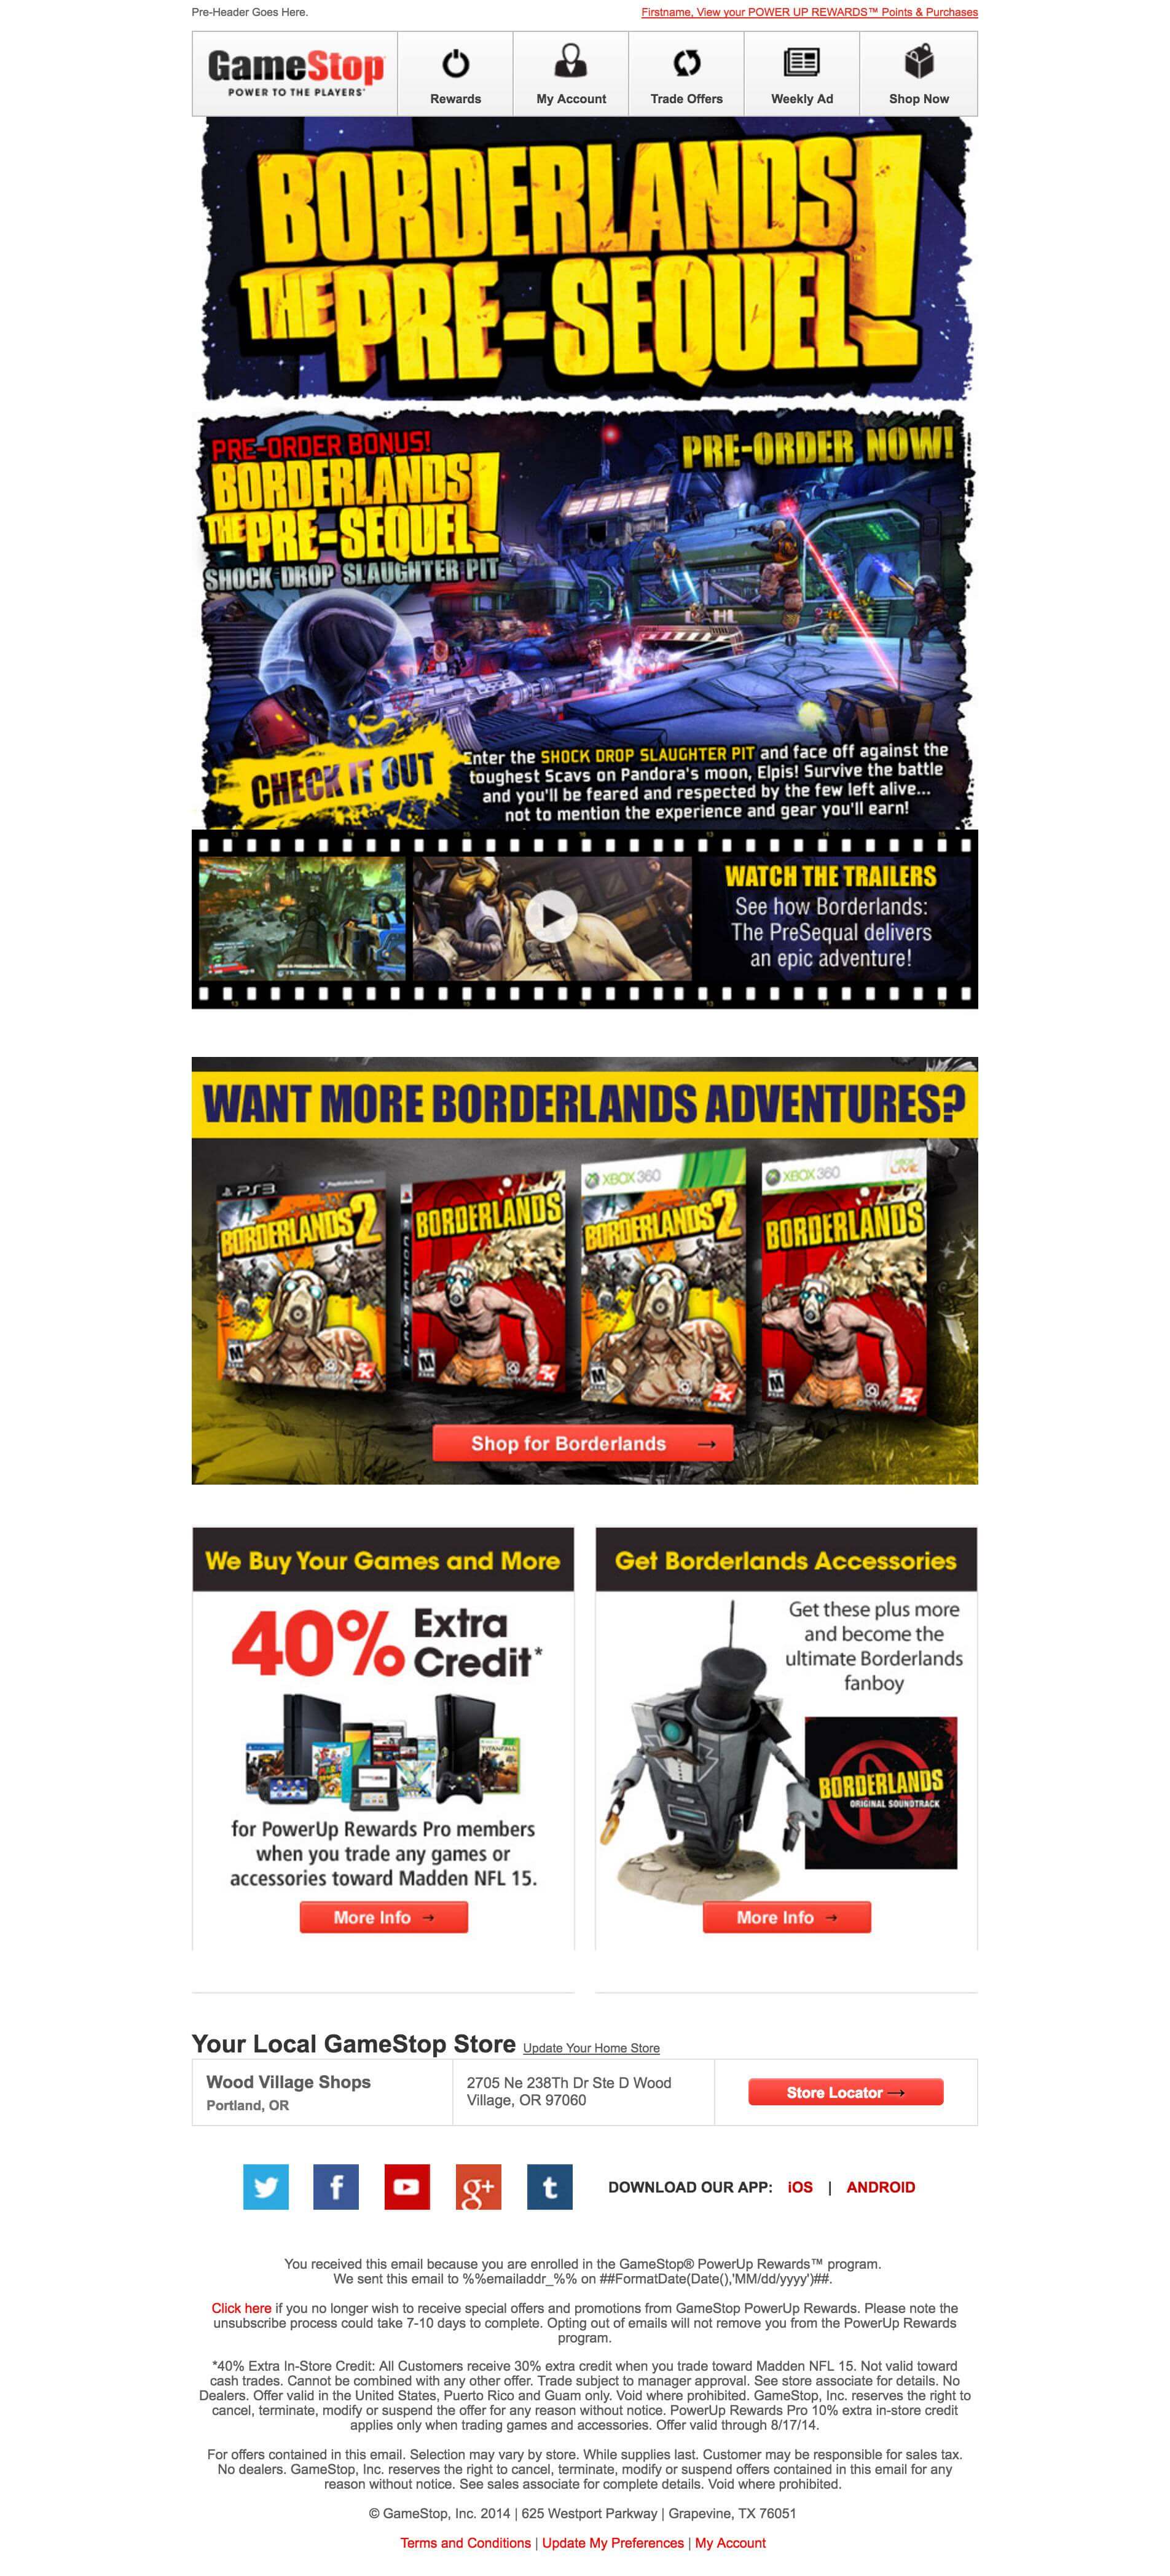 Pre-Header Goes Here.
Firstname, View your POWER UP REWARDS™ Points & Purchases
GameStop
POWER TO THE PLAYERS®
Rewards
My Account
Trade Offers
Weekly Ad
Shop Now
BORDERLANDS
THE PRE-SEQUEL!
PRE-ORDER BONUS!
BORDERLANDS
THE PRE-SEQUEL!
SHOCK DROP SLAUGHTER PIT
PRE-ORDER NOW!
CHECK IT OUT
Enter the SHOCK DROP SLAUGHTER PIT and face off against the
toughest Scavs on Pandora's moon, Elpis! Survive the battle
and you'll be feared and respected by the few left alive...
not to mention the experience and gear you'll earn!
WATCH THE TRAILERS
See how Borderlands:
The PreSequal delivers
an epic adventure!
WANT MORE BORDERLANDS ADVENTURES?
PS3
BORDERLANDS 2
PLAYSTATION
BORDERLANDS
XBOX 360
BORDERLANDS 2
XBOX 360
XBOX LIVE
BORDERLANDS
Shop for Borderlands →
We Buy Your Games and More
40% Extra
Credit*
TITANFALL
for PowerUp Rewards Pro members
when you trade any games or
accessories toward Madden NFL 15.
More Info →
Get Borderlands Accessories
Get these plus more
and become the
ultimate Borderlands
fanboy
BORDERLANDS
ORIGINAL SOUNDTRACK
More Info →
Your Local GameStop Store Update Your Home Store
Wood Village Shops
Portland, OR
2705 Ne 238Th Dr Ste D Wood
Village, OR 97060
Store Locator →
DOWNLOAD OUR APP: iOS | ANDROID
You received this email because you are enrolled in the GameStop® PowerUp Rewards™ program.
We sent this email to %%emailaddr_%% on ##FormatDate(Date(),'MM/dd/yyyy')##.
Click here if you no longer wish to receive special offers and promotions from GameStop PowerUp Rewards. Please note the
unsubscribe process could take 7-10 days to complete. Opting out of emails will not remove you from the PowerUp Rewards
program.
*40% Extra In-Store Credit: All Customers receive 30% extra credit when you trade toward Madden NFL 15. Not valid toward
cash trades. Cannot be combined with any other offer. Trade subject to manager approval. See store associate for details. No
Dealers. Offer valid in the United States, Puerto Rico and Guam only. Void where prohibited. GameStop, Inc. reserves the right to
cancel, terminate, modify or suspend the offer for any reason without notice. PowerUp Rewards Pro 10% extra in-store credit
applies only when trading games and accessories. Offer valid through 8/17/14.
For offers contained in this email. Selection may vary by store. While supplies last. Customer may be responsible for sales tax.
No dealers. GameStop, Inc. reserves the right to cancel, terminate, modify or suspend offers contained in this email for any
reason without notice. See sales associate for complete details. Void where prohibited.
© GameStop, Inc. 2014 | 625 Westport Parkway | Grapevine, TX 76051
Terms and Conditions | Update My Preferences | My Account